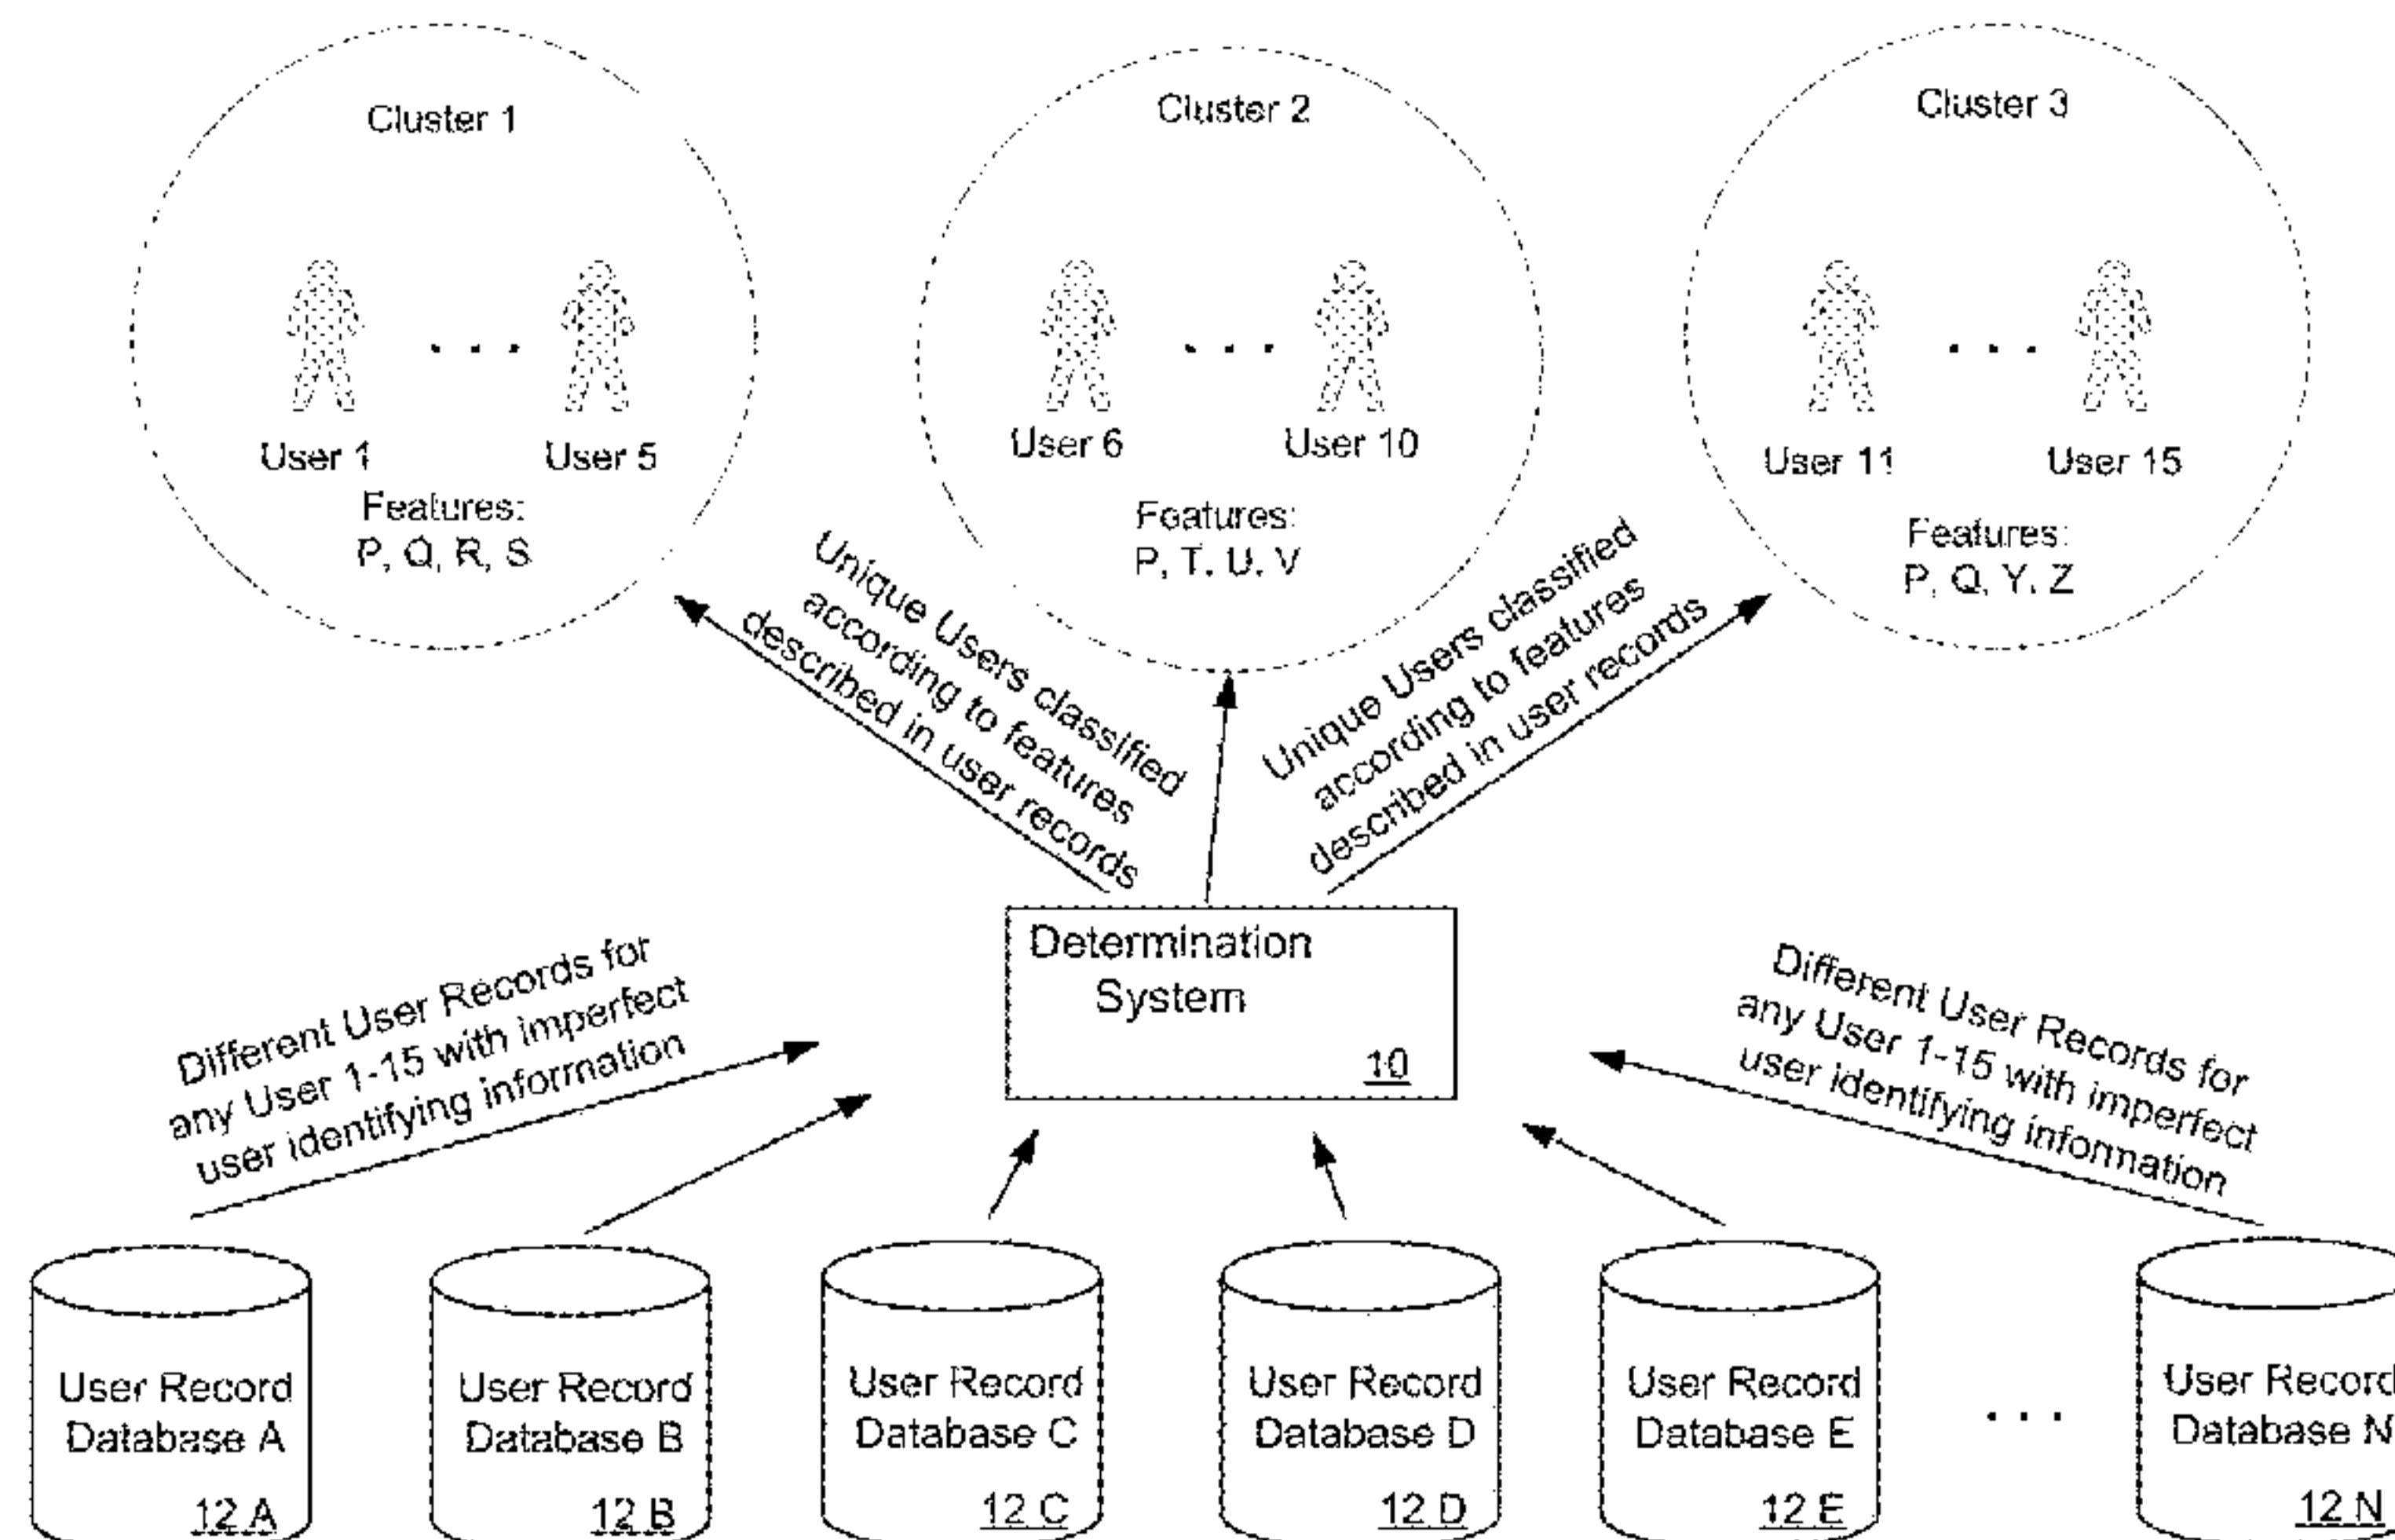 Cluster 1
Cluster 2
Cluster 3
User 1
. . .
User 5
User 6
. . .
User 10
User 11
. . .
User 15
Features:
P, Q, R, S
Features:
P, T, U, V
Features:
P, Q, Y, Z
Unique Users classified
according to features
described in user records
Unique Users classified
according to features
described in user records
Determination
System
10
Different User Records for
any User 1-15 with imperfect
user identifying information
Different User Records for
any User 1-15 with imperfect
user identifying information
User Record
Database A
12 A
User Record
Database B
12 B
User Record
Database C
12 C
User Record
Database D
12 D
User Record
Database E
12 E
. . .
User Record
Database N
12 N